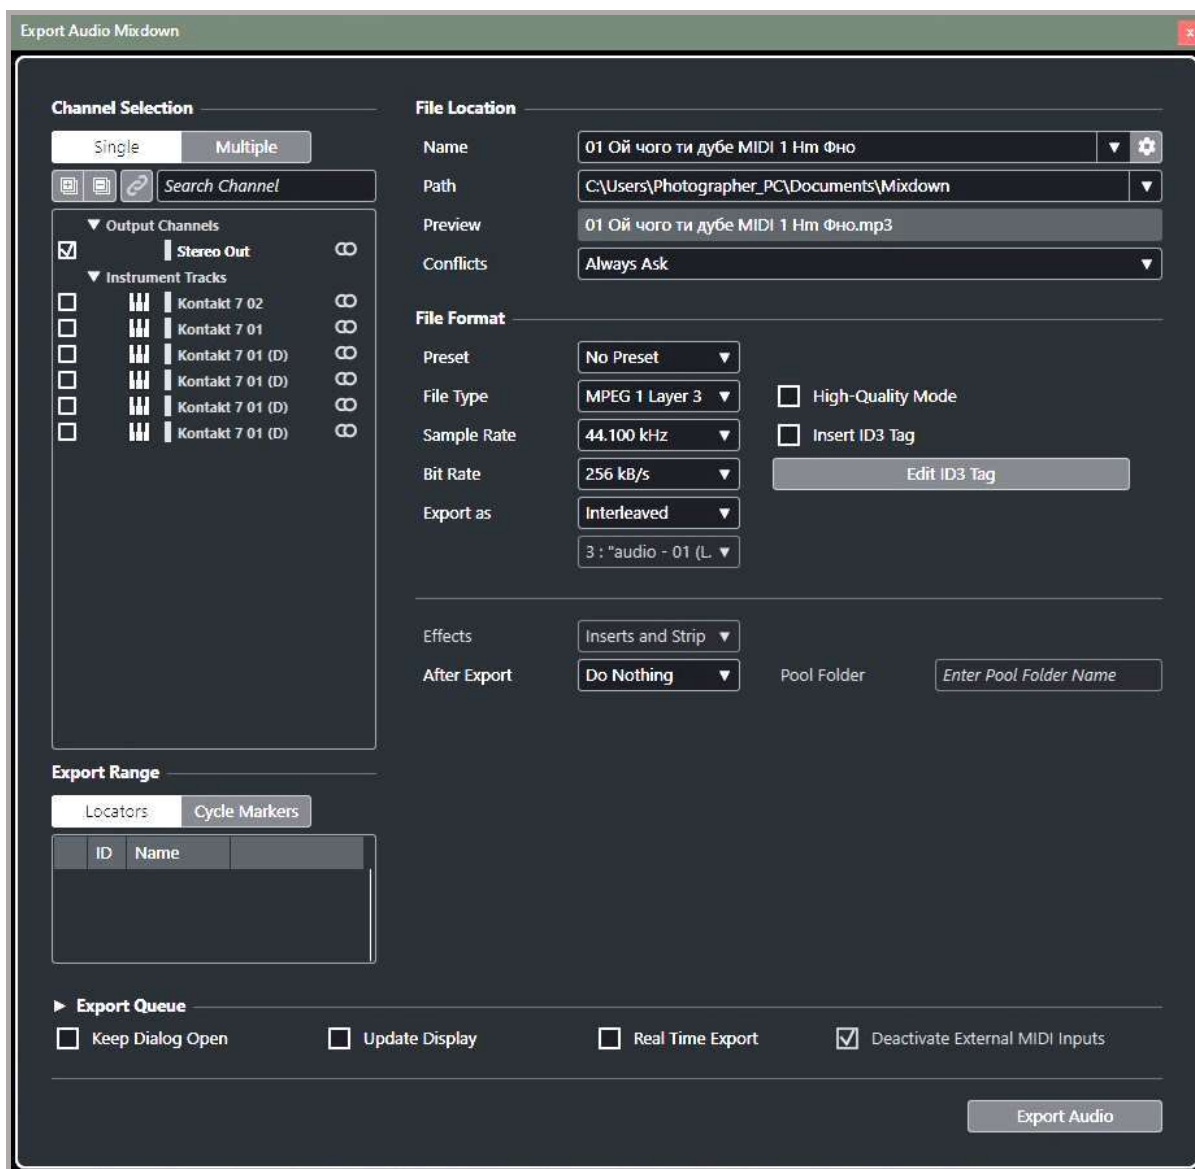 Export Audio Mixdown
x
Channel Selection
Single Multiple
Search Channel
Output Channels
Stereo Out
Instrument Tracks
Kontakt 7 02
Kontakt 7 01
Kontakt 7 01 (D)
Kontakt 7 01 (D)
Kontakt 7 01 (D)
Kontakt 7 01 (D)
Export Range
Locators Cycle Markers
ID Name
File Location
Name 01 Ой чого ти дубе MIDI 1 Hm Фно
Path C:\Users\Photographer_PC\Documents\Mixdown
Preview 01 Ой чого ти дубе MIDI 1 Hm Фно.mp3
Conflicts Always Ask
File Format
Preset No Preset
File Type MPEG 1 Layer 3 High-Quality Mode
Sample Rate 44.100 kHz Insert ID3 Tag
Bit Rate 256 kB/s Edit ID3 Tag
Export as Interleaved
3 : "audio - 01 (L.
Effects Inserts and Strip
After Export Do Nothing Pool Folder Enter Pool Folder Name
Export Queue
Keep Dialog Open Update Display Real Time Export Deactivate External MIDI Inputs
Export Audio